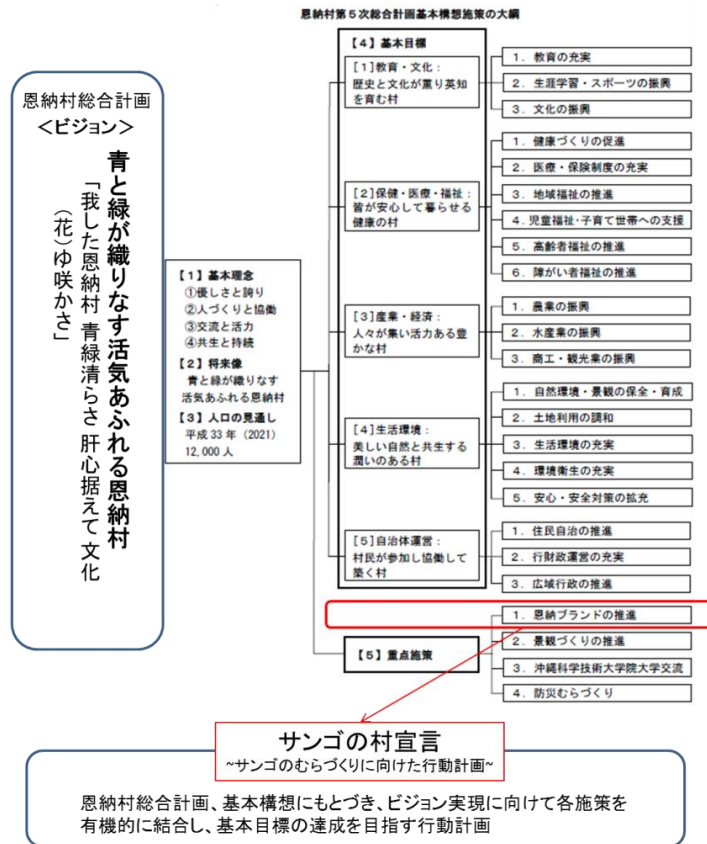 恩納村第5次総合計画基本構想施策の大綱
恩納村総合計画
＜ビジョン＞
青と緑が織りなす活気あふれる恩納村
「我した恩納村 青緑清らさ 肝心据えて 文化
（花）ゆ咲かさ」
【1】基本理念
①優しさと誇り
②人づくりと協働
③交流と活力
④共生と持続
【2】将来像
青と緑が織りなす
活気あふれる恩納村
【3】人口の見通し
平成33年（2021）
12,000人
【4】基本目標
[1]教育・文化：
歴史と文化が薫り英知
を育む村
1．教育の充実
2．生涯学習・スポーツの振興
3．文化の振興
[2]保健・医療・福祉：
皆が安心して暮らせる
健康の村
1．健康づくりの促進
2．医療・保険制度の充実
3．地域福祉の推進
4．児童福祉・子育て世帯への支援
5．高齢者福祉の推進
6．障がい者福祉の推進
[3]産業・経済：
人々が集い活力ある豊
かな村
1．農業の振興
2．水産業の振興
3．商工・観光業の振興
[4]生活環境：
美しい自然と共生する
潤いのある村
1．自然環境・景観の保全・育成
2．土地利用の調和
3．生活環境の充実
4．環境衛生の充実
5．安心・安全対策の拡充
[5]自治体運営：
村民が参加し協働して
築く村
1．住民自治の推進
2．行財政運営の充実
3．広域行政の推進
【5】重点施策
1．恩納ブランドの推進
2．景観づくりの推進
3．沖縄科学技術大学院大学交流
4．防災むらづくり
サンゴの村宣言
~サンゴのむらづくりに向けた行動計画~
恩納村総合計画、基本構想にもとづき、ビジョン実現に向けて各施策を
有機的に結合し、基本目標の達成を目指す行動計画